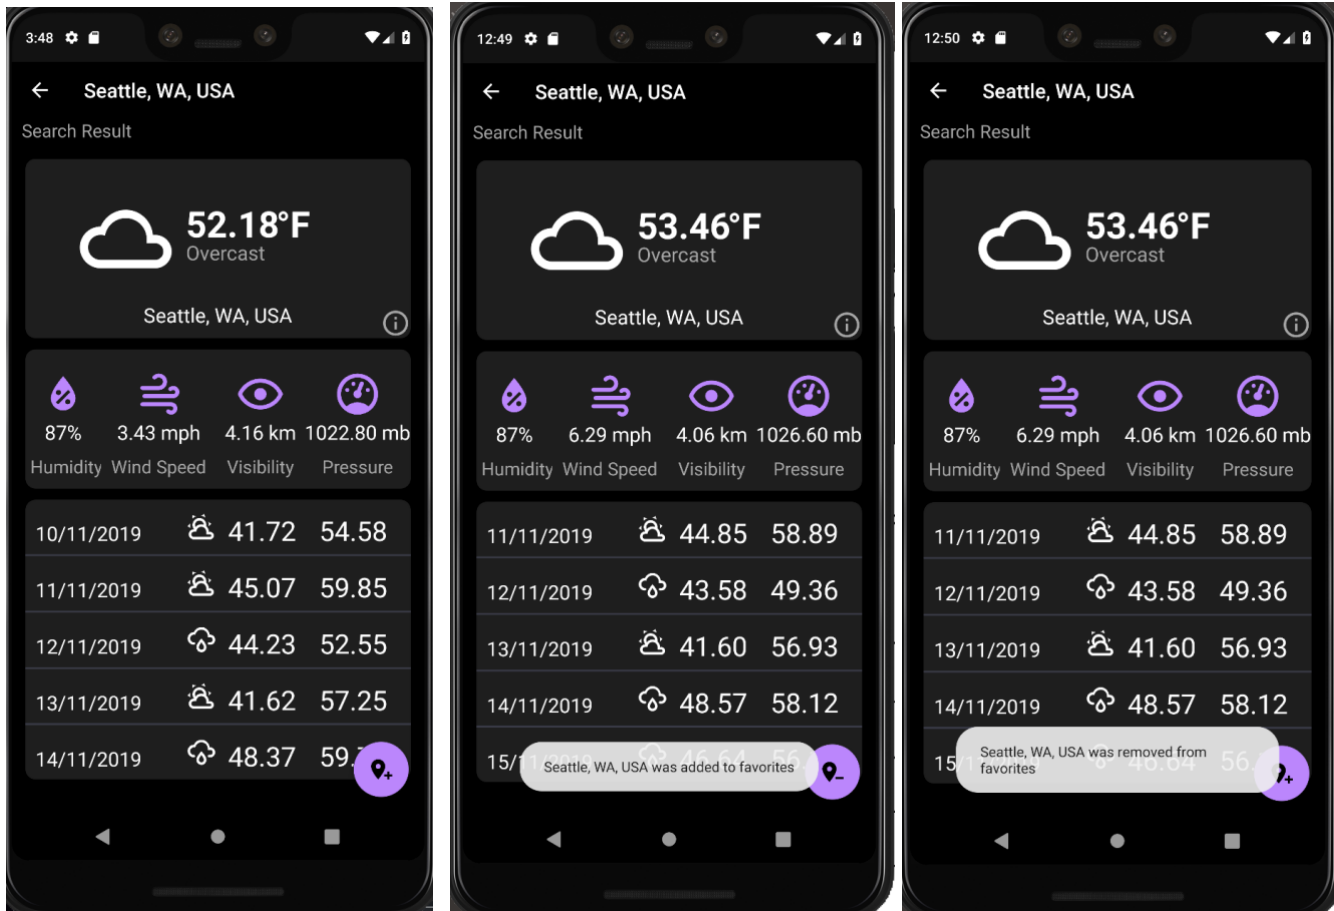 3:48
Seattle, WA, USA
Search Result
52.18°F
Overcast
Seattle, WA, USA
87% 3.43 mph 4.16 km 1022.80 mb
Humidity Wind Speed Visibility Pressure
10/11/2019 41.72 54.58
11/11/2019 45.07 59.85
12/11/2019 44.23 52.55
13/11/2019 41.62 57.25
14/11/2019 48.37 59.
12:49
Seattle, WA, USA
Search Result
53.46°F
Overcast
Seattle, WA, USA
87% 6.29 mph 4.06 km 1026.60 mb
Humidity Wind Speed Visibility Pressure
11/11/2019 44.85 58.89
12/11/2019 43.58 49.36
13/11/2019 41.60 56.93
14/11/2019 48.57 58.12
15/ 46.64 56.
Seattle, WA, USA was added to favorites
12:50
Seattle, WA, USA
Search Result
53.46°F
Overcast
Seattle, WA, USA
87% 6.29 mph 4.06 km 1026.60 mb
Humidity Wind Speed Visibility Pressure
11/11/2019 44.85 58.89
12/11/2019 43.58 49.36
13/11/2019 41.60 56.93
14/11/2019 48.57 58.12
15/ 46.64 56.
Seattle, WA, USA was removed from
favorites